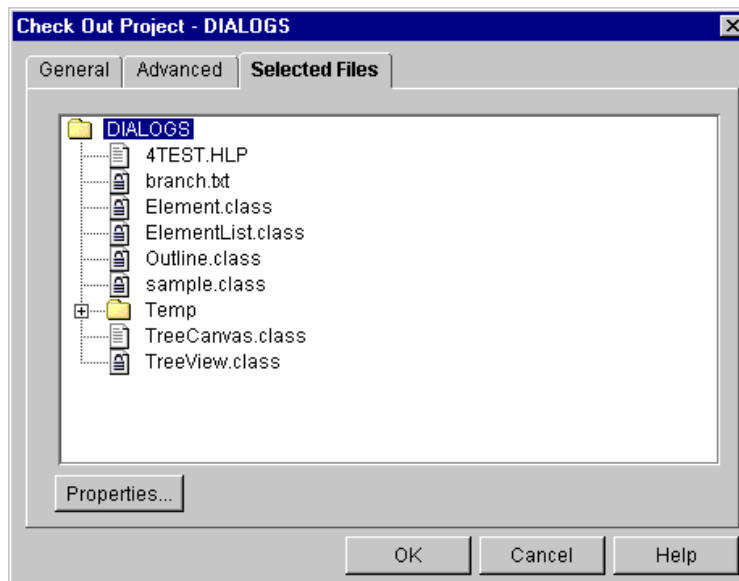 Check Out Project - DIALOGS
General Advanced Selected Files
DIALOGS
4TEST.HLP
branch.txt
Element.class
ElementList.class
Outline.class
sample.class
Temp
TreeCanvas.class
TreeView.class
Properties...
OK Cancel Help